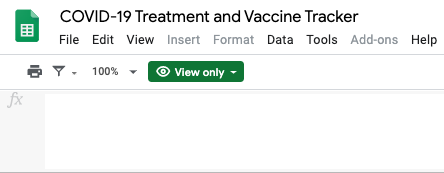 COVID-19 Treatment and Vaccine Tracker
File Edit View Insert Format Data Tools Add-ons Help
100% View only
fx